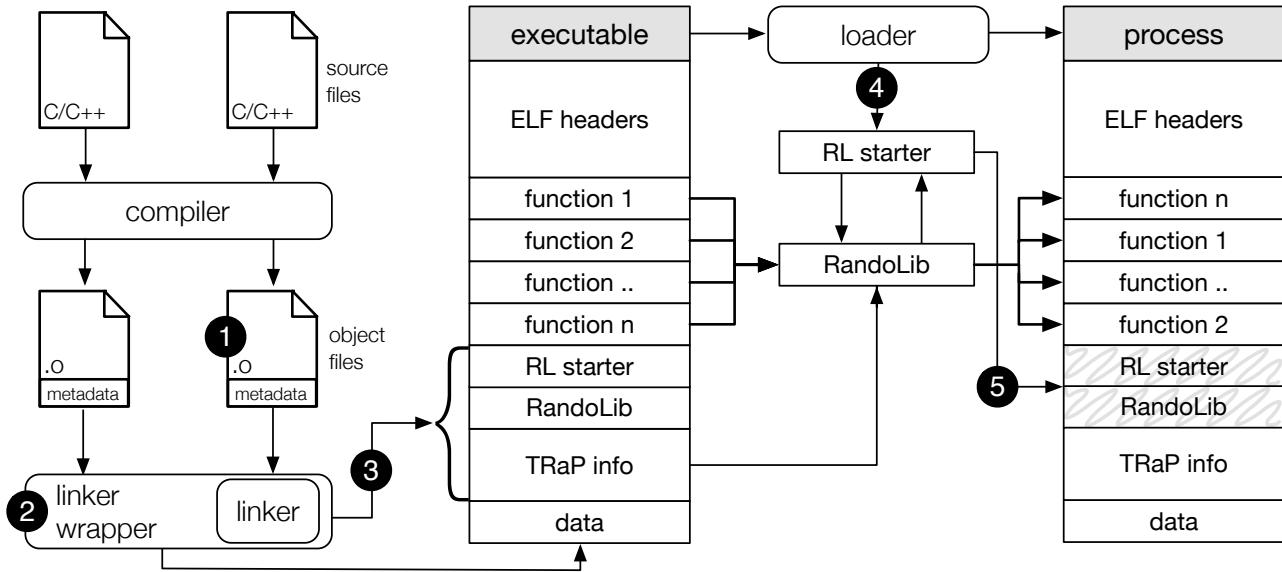 C/C++
C/C++
source
files
compiler
1
.o
metadata
.o
metadata
object
files
2
linker
wrapper
linker
3
executable
ELF headers
function 1
function 2
function ..
function n
RL starter
RandoLib
TRaP info
data
loader
4
RL starter
RandoLib
5
process
ELF headers
function n
function 1
function ..
function 2
RL starter
RandoLib
TRaP info
data